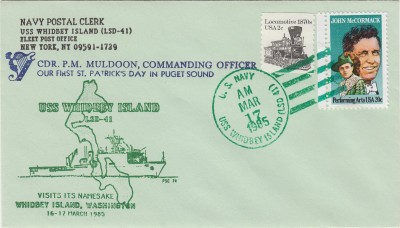 NAVY POSTAL CLERK
USS WHIDBEY ISLAND (LSD-41)
FLEET POST OFFICE
NEW YORK, NY 09591-1729
CDR. P.M. MULDOON, COMMANDING OFFICER
OUR FIRST ST. PATRICK'S DAY IN PUGET SOUND
Locomotive 1870s
USA 2c
JOHN McCORMACK
Performing Arts USA 20c
U.S. NAVY
AM
MAR
17
1985
USS WHIDBEY ISLAND (LSD 41)
USS WHIDBEY ISLAND
LSD-41
VISITS ITS NAMESAKE
WHIDBEY ISLAND, WASHINGTON
16-17 MARCH 1985